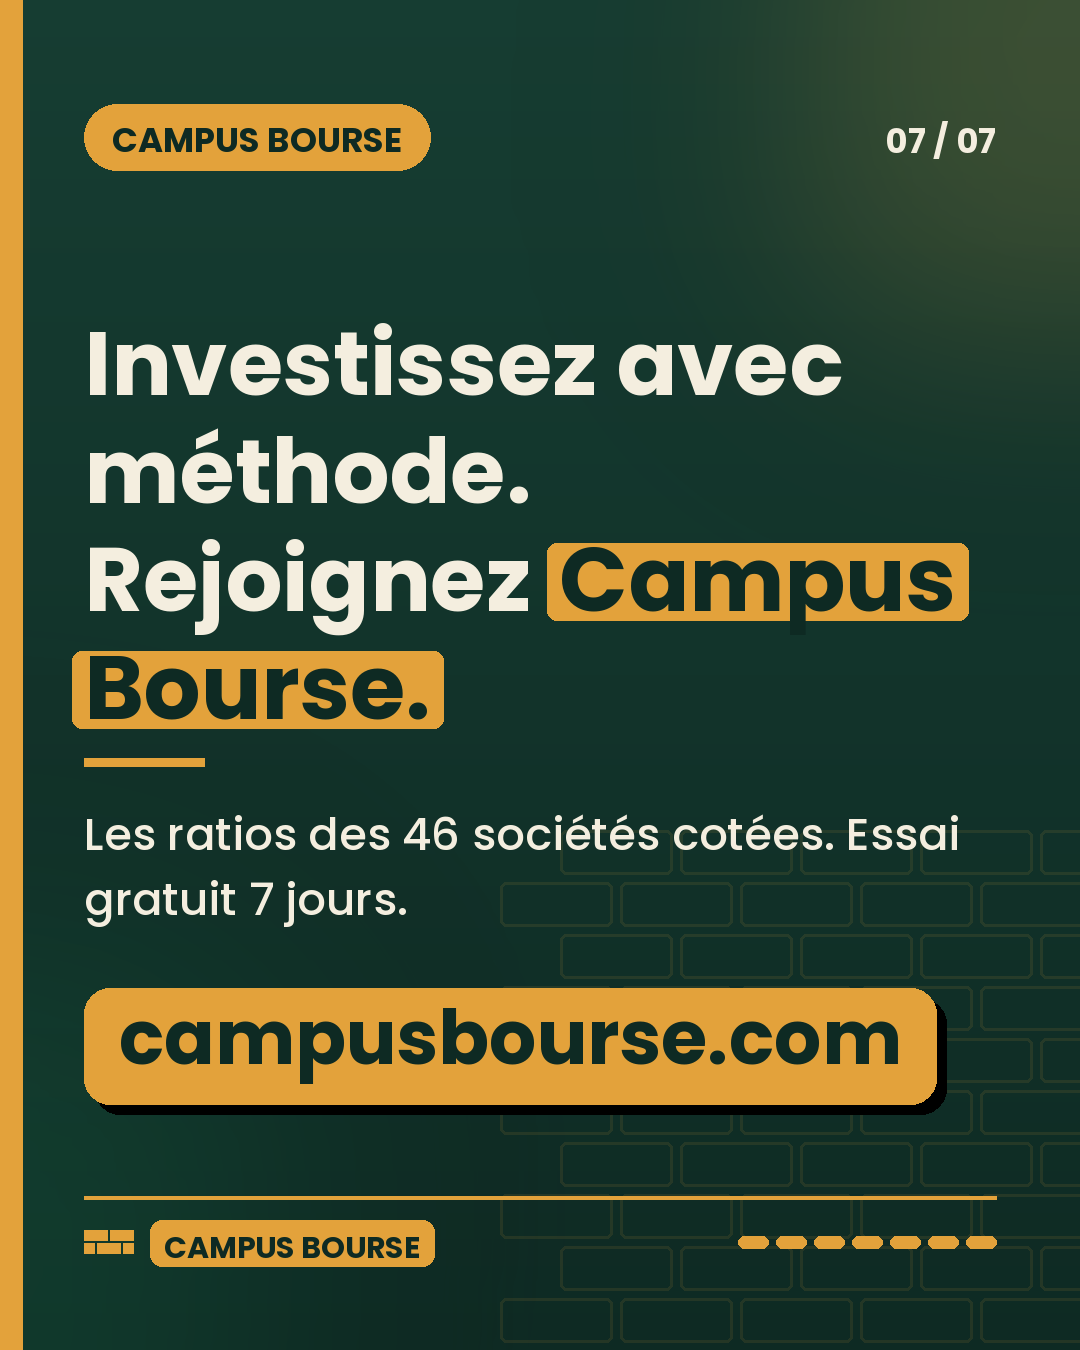 CAMPUS BOURSE
07 / 07
Investissez avec
méthode.
Rejoignez Campus
Bourse.
Les ratios des 46 sociétés cotées. Essai
gratuit 7 jours.
campusbourse.com
CAMPUS BOURSE